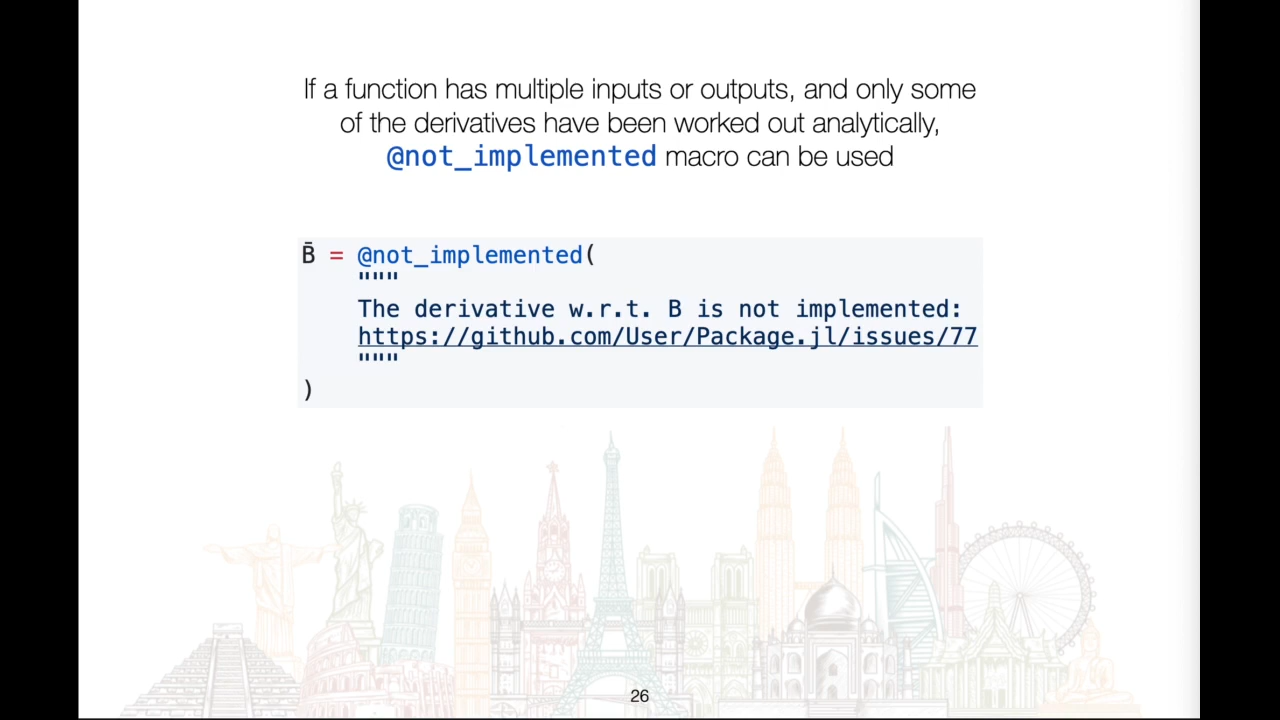 If a function has multiple inputs or outputs, and only some
of the derivatives have been worked out analytically,
@not_implemented macro can be used
B̄ = @not_implemented(
"""
The derivative w.r.t. B is not implemented:
https://github.com/User/Package.jl/issues/77
"""
)
26